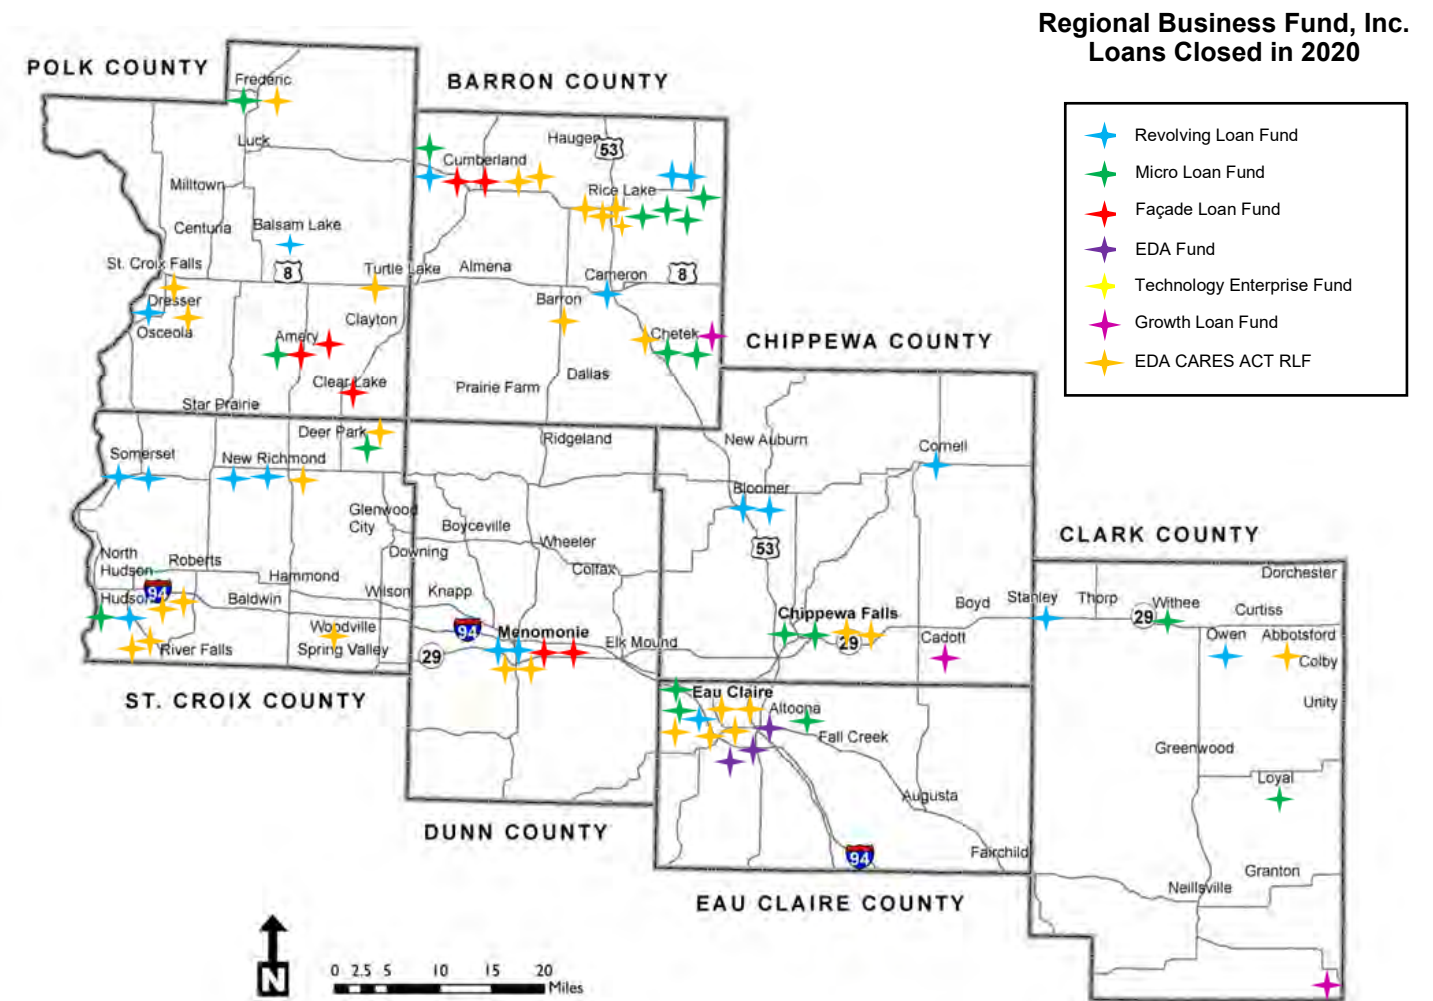 Regional Business Fund, Inc.
Loans Closed in 2020
Revolving Loan Fund
Micro Loan Fund
Façade Loan Fund
EDA Fund
Technology Enterprise Fund
Growth Loan Fund
EDA CARES ACT RLF
POLK COUNTY
Frederic
Luck
Milltown
Centuria
Balsam Lake
St. Croix Falls
8
Turtle Lake
Dresser
Osceola
Amery
Clayton
Clear Lake
Star Prairie
BARRON COUNTY
Haugen
53
Cumberland
Rice Lake
Almena
Cameron
8
Barron
Chetek
Dallas
Prairie Farm
CHIPPEWA COUNTY
New Auburn
Cornell
Bloomer
53
Chippewa Falls
29
Boyd
Stanley
Cadott
CLARK COUNTY
Dorchester
Thorp
29
Withee
Curtiss
Owen
Abbotsford
Colby
Unity
Greenwood
Loyal
Granton
Neillsville
Deer Park
Somerset
New Richmond
Glenwood
City
North
Hudson
Roberts
94
Hudson
Hammond
Baldwin
Wilson
Woodville
River Falls
Spring Valley
ST. CROIX COUNTY
Ridgeland
Boyceville
Wheeler
Downing
Colfax
Knapp
94
Menomonie
Elk Mound
29
DUNN COUNTY
Eau Claire
Altoona
Fall Creek
Augusta
94
Fairchild
EAU CLAIRE COUNTY
N
0 2.5 5 10 15 20
Miles